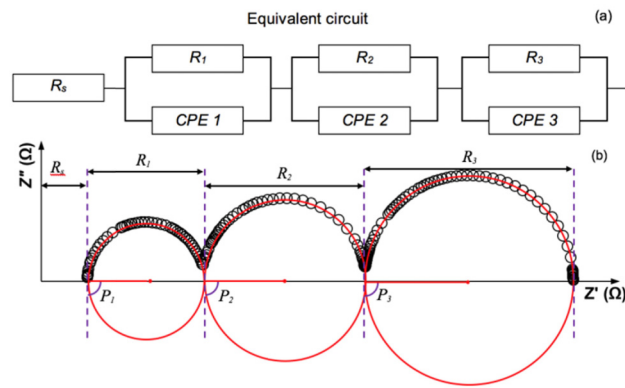 Equivalent circuit (a)
R1 R2 R3
Rs
CPE 1 CPE 2 CPE 3
(b)
Z'' (Ω)
Rs R1 R2 R3
P1 P2 P3
Z' (Ω)